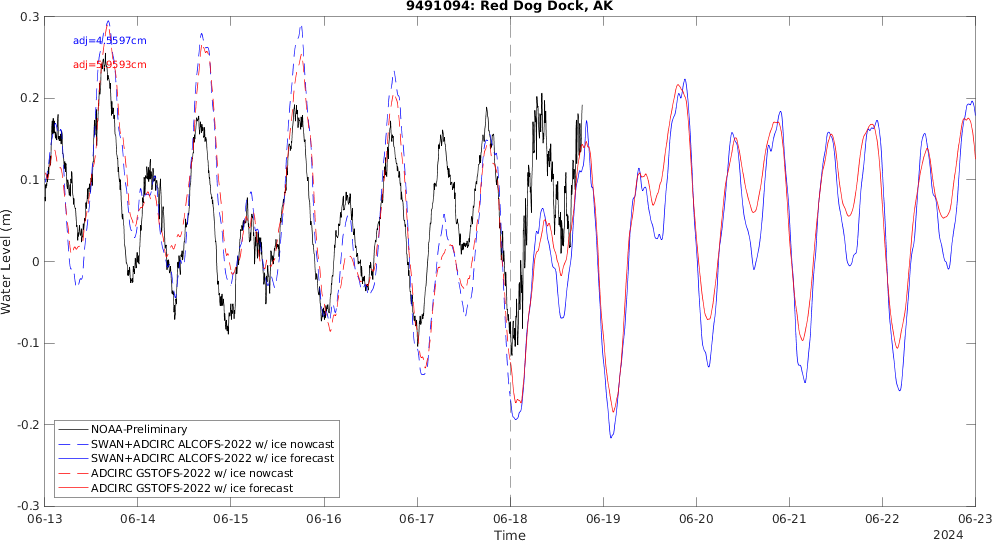 9491094: Red Dog Dock, AK
adj=4.5597cm
adj=5.9593cm
Water Level (m)
0.3
0.2
0.1
0
-0.1
-0.2
-0.3
NOAA-Preliminary
SWAN+ADCIRC ALCOFS-2022 w/ ice nowcast
SWAN+ADCIRC ALCOFS-2022 w/ ice forecast
ADCIRC GSTOFS-2022 w/ ice nowcast
ADCIRC GSTOFS-2022 w/ ice forecast
06-13 06-14 06-15 06-16 06-17 06-18 06-19 06-20 06-21 06-22 06-23
Time
2024